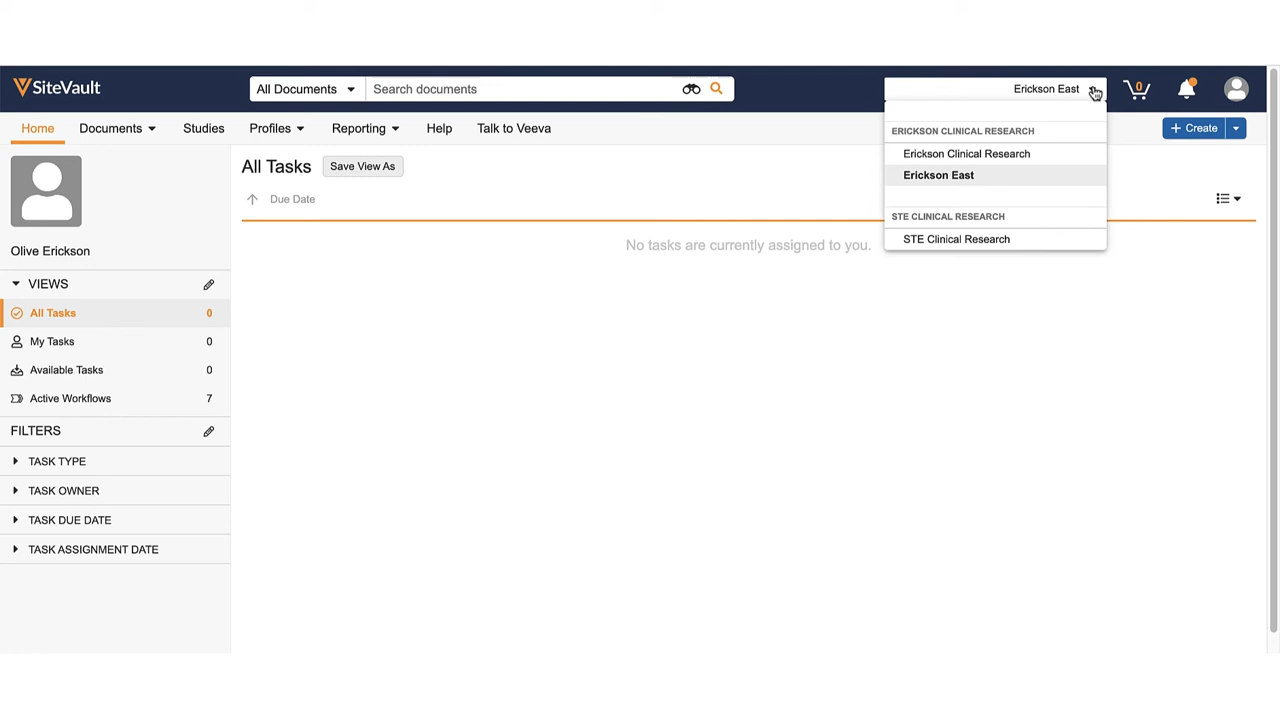 SiteVault
All Documents
Search documents
Erickson East
0
Home
Documents
Studies
Profiles
Reporting
Help
Talk to Veeva
+ Create
ERICKSON CLINICAL RESEARCH
Erickson Clinical Research
Erickson East
STE CLINICAL RESEARCH
STE Clinical Research
Olive Erickson
VIEWS
All Tasks 0
My Tasks 0
Available Tasks 0
Active Workflows 7
FILTERS
TASK TYPE
TASK OWNER
TASK DUE DATE
TASK ASSIGNMENT DATE
All Tasks
Save View As
Due Date
No tasks are currently assigned to you.